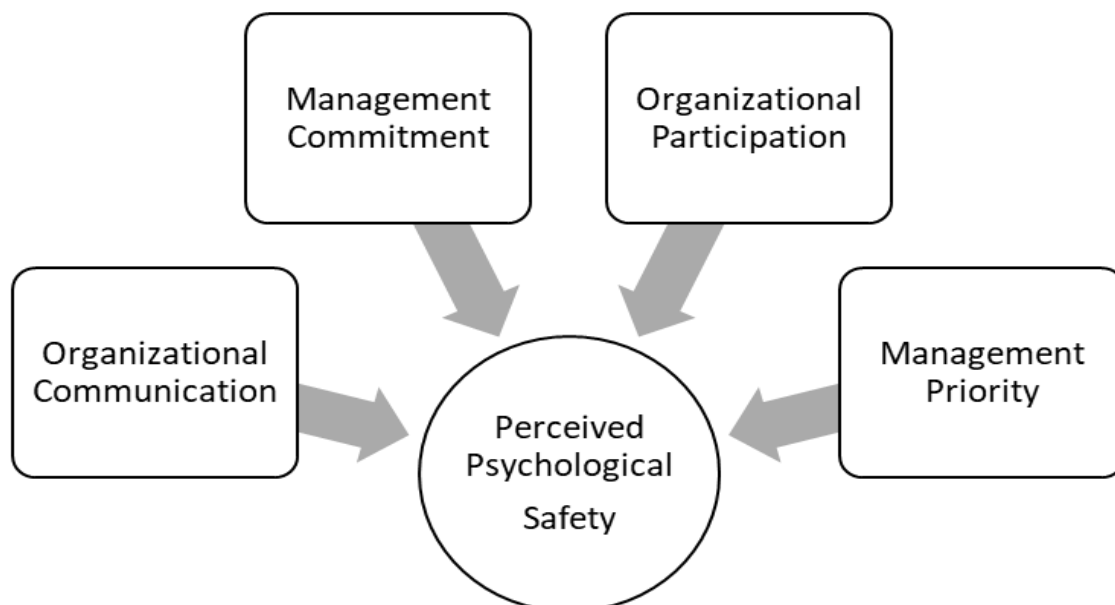 Management
Commitment
Organizational
Participation
Organizational
Communication
Management
Priority
Perceived
Psychological
Safety